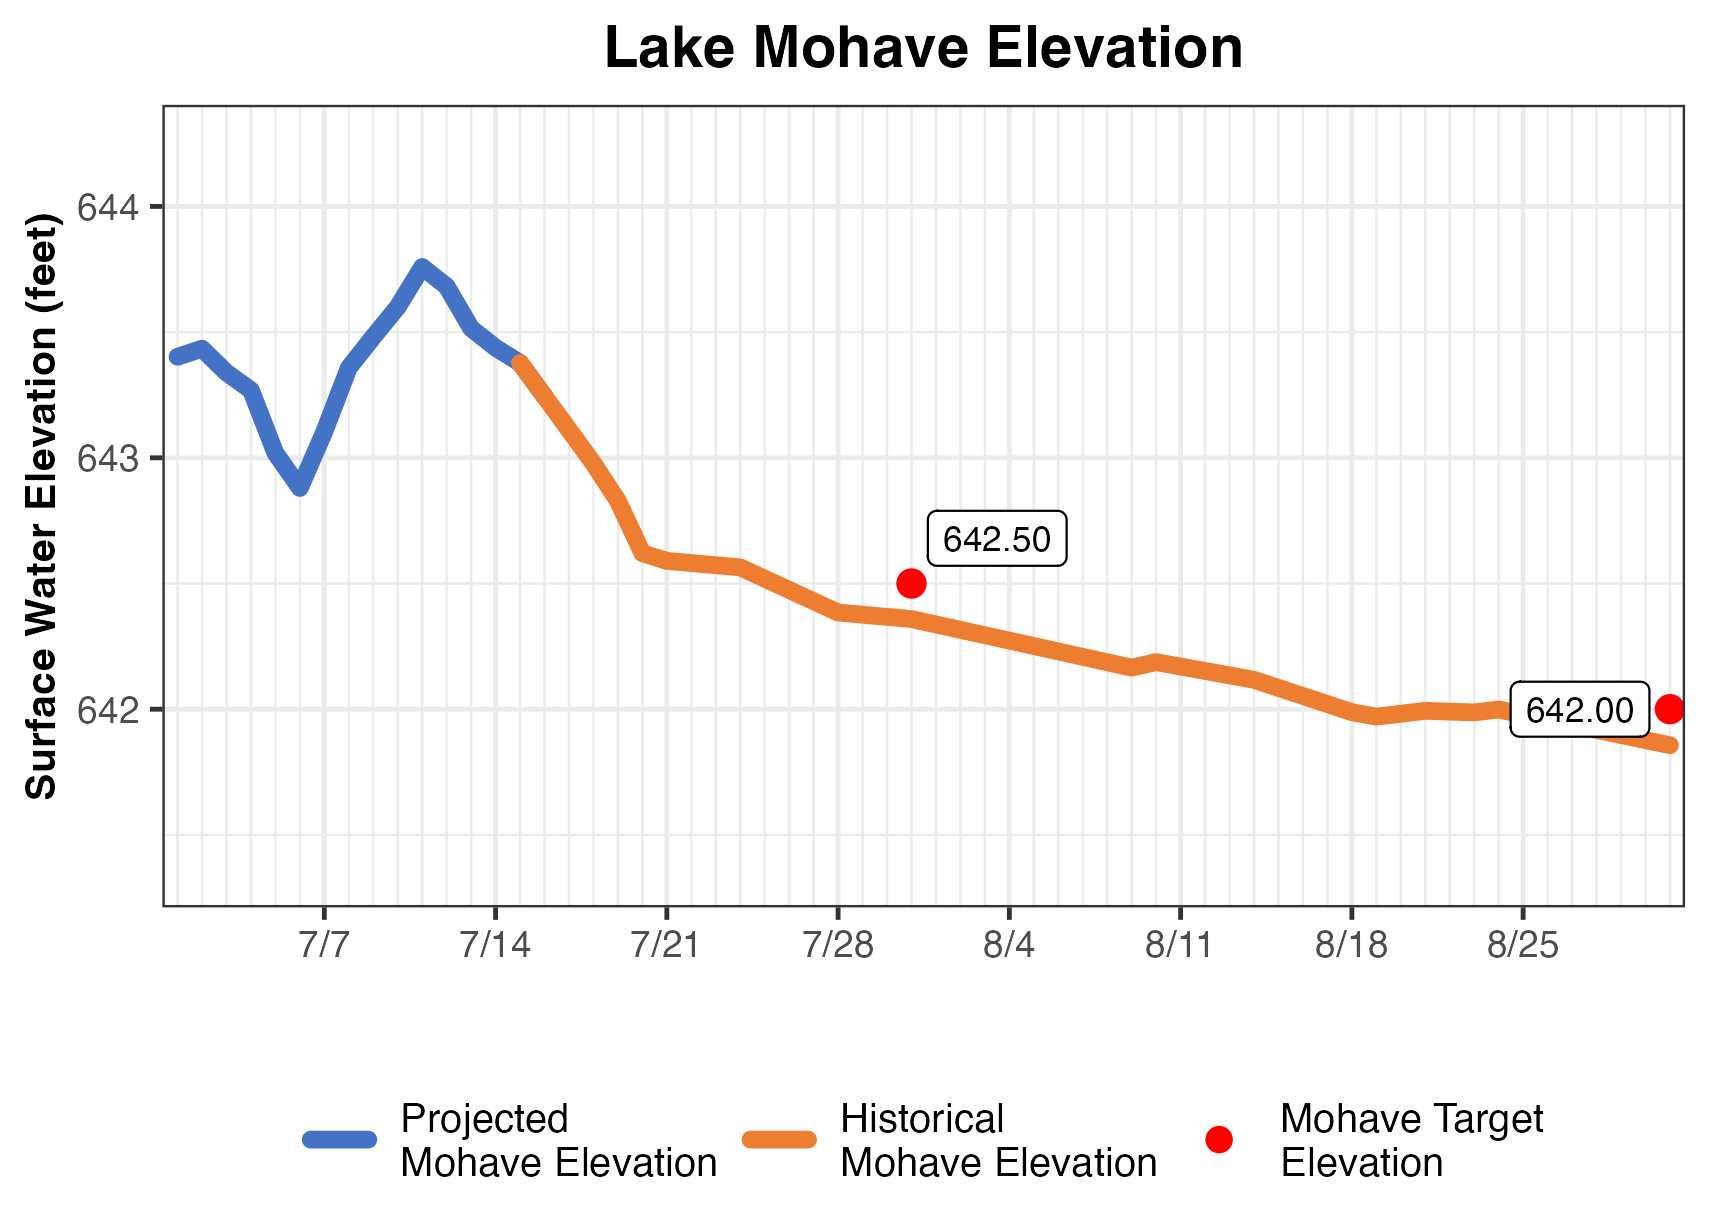 Lake Mohave Elevation
Surface Water Elevation (feet)
644
643
642
642.50
642.00
7/7 7/14 7/21 7/28 8/4 8/11 8/18 8/25
Projected
Mohave Elevation
Historical
Mohave Elevation
Mohave Target
Elevation